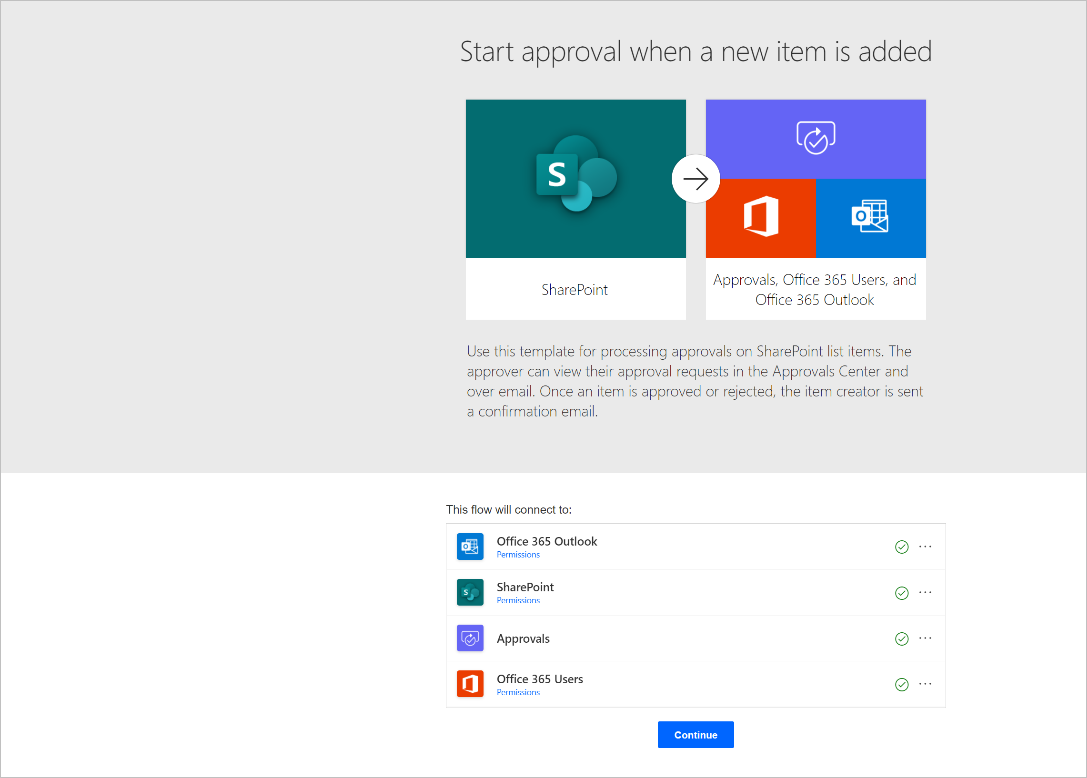 Start approval when a new item is added
S
SharePoint
O
Approvals, Office 365 Users, and
Office 365 Outlook
Use this template for processing approvals on SharePoint list items. The
approver can view their approval requests in the Approvals Center and
over email. Once an item is approved or rejected, the item creator is sent
a confirmation email.
This flow will connect to:
Office 365 Outlook
Permissions
SharePoint
Permissions
Approvals
Office 365 Users
Permissions
Continue